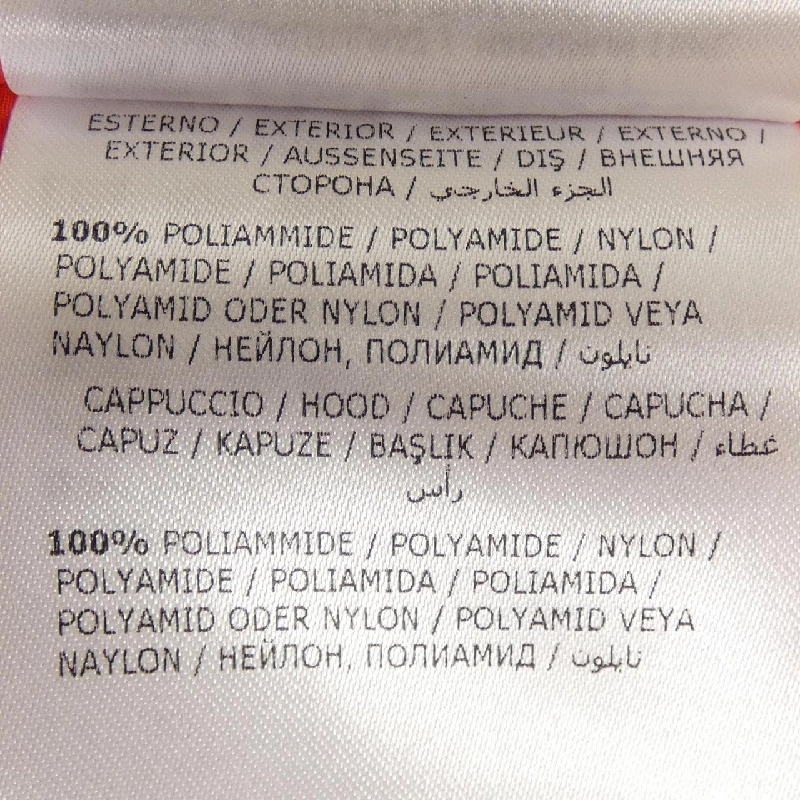 ESTERNO / EXTERIOR / EXTERIEUR / EXTERNO /
EXTERIOR / AUSSENSEITE / DIŞ / ВНЕШНЯЯ
СТОРОНА / الجزء الخارجي
100% POLIAMMIDE / POLYAMIDE / NYLON /
POLYAMIDE / POLIAMIDA / POLIAMIDA /
POLYAMID ODER NYLON / POLYAMID VEYA
NAYLON / НЕЙЛОН, ПОЛИАМИД / نايلون
CAPPUCCIO / HOOD / CAPUCHE / CAPUCHA /
CAPUZ / KAPUZE / BAŞLIK / КАПЮШОН / غطاء
رأس
100% POLIAMMIDE / POLYAMIDE / NYLON /
POLYAMIDE / POLIAMIDA / POLIAMIDA /
POLYAMID ODER NYLON / POLYAMID VEYA
NAYLON / НЕЙЛОН, ПОЛИАМИД / نايلون